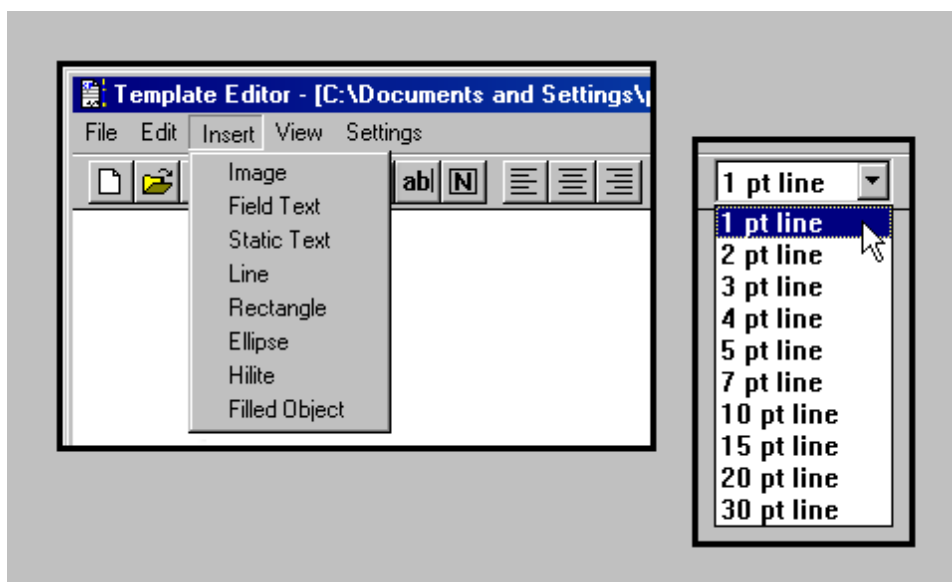 Template Editor - [C:\Documents and Settings\
File Edit Insert View Settings
ab N
Image
Field Text
Static Text
Line
Rectangle
Ellipse
Hilite
Filled Object
1 pt line
1 pt line
2 pt line
3 pt line
4 pt line
5 pt line
7 pt line
10 pt line
15 pt line
20 pt line
30 pt line